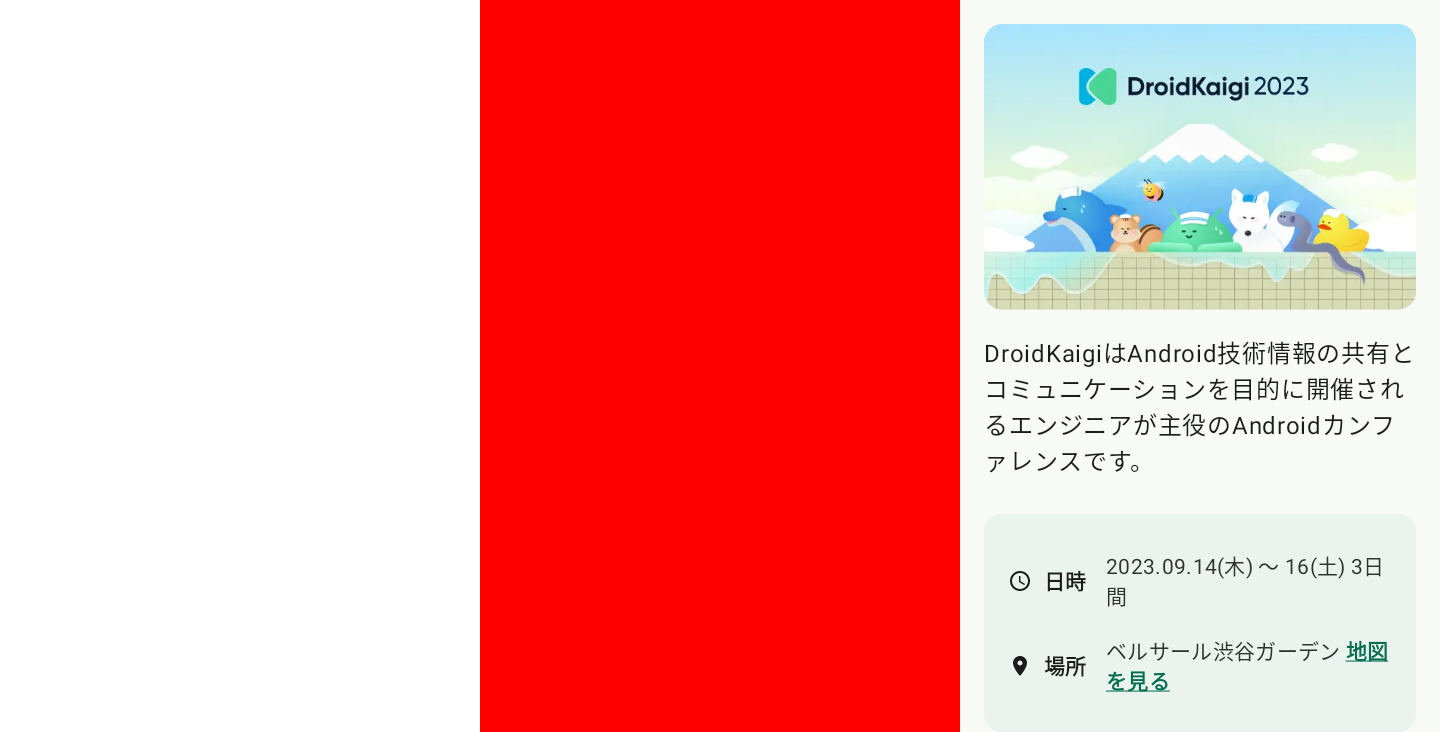 DroidKaigi 2023
DroidKaigiはAndroid技術情報の共有と
コミュニケーションを目的に開催され
るエンジニアが主役のAndroidカンフ
ァレンスです。
日時
2023.09.14(木) 〜 16(土) 3日
間
場所
ベルサール渋谷ガーデン 地図
を見る